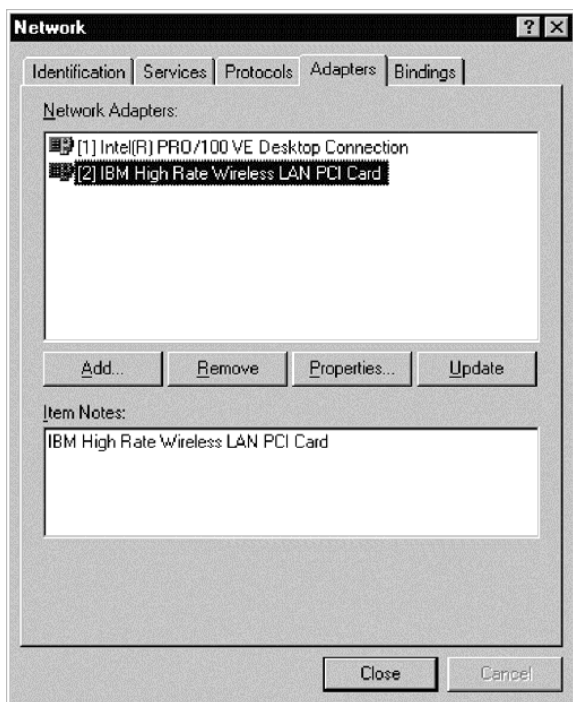 Network
Identification Services Protocols Adapters Bindings
Network Adapters:
[1] Intel(R) PRO/100 VE Desktop Connection
[2] IBM High Rate Wireless LAN PCI Card
Add... Remove Properties... Update
Item Notes:
IBM High Rate Wireless LAN PCI Card
Close Cancel